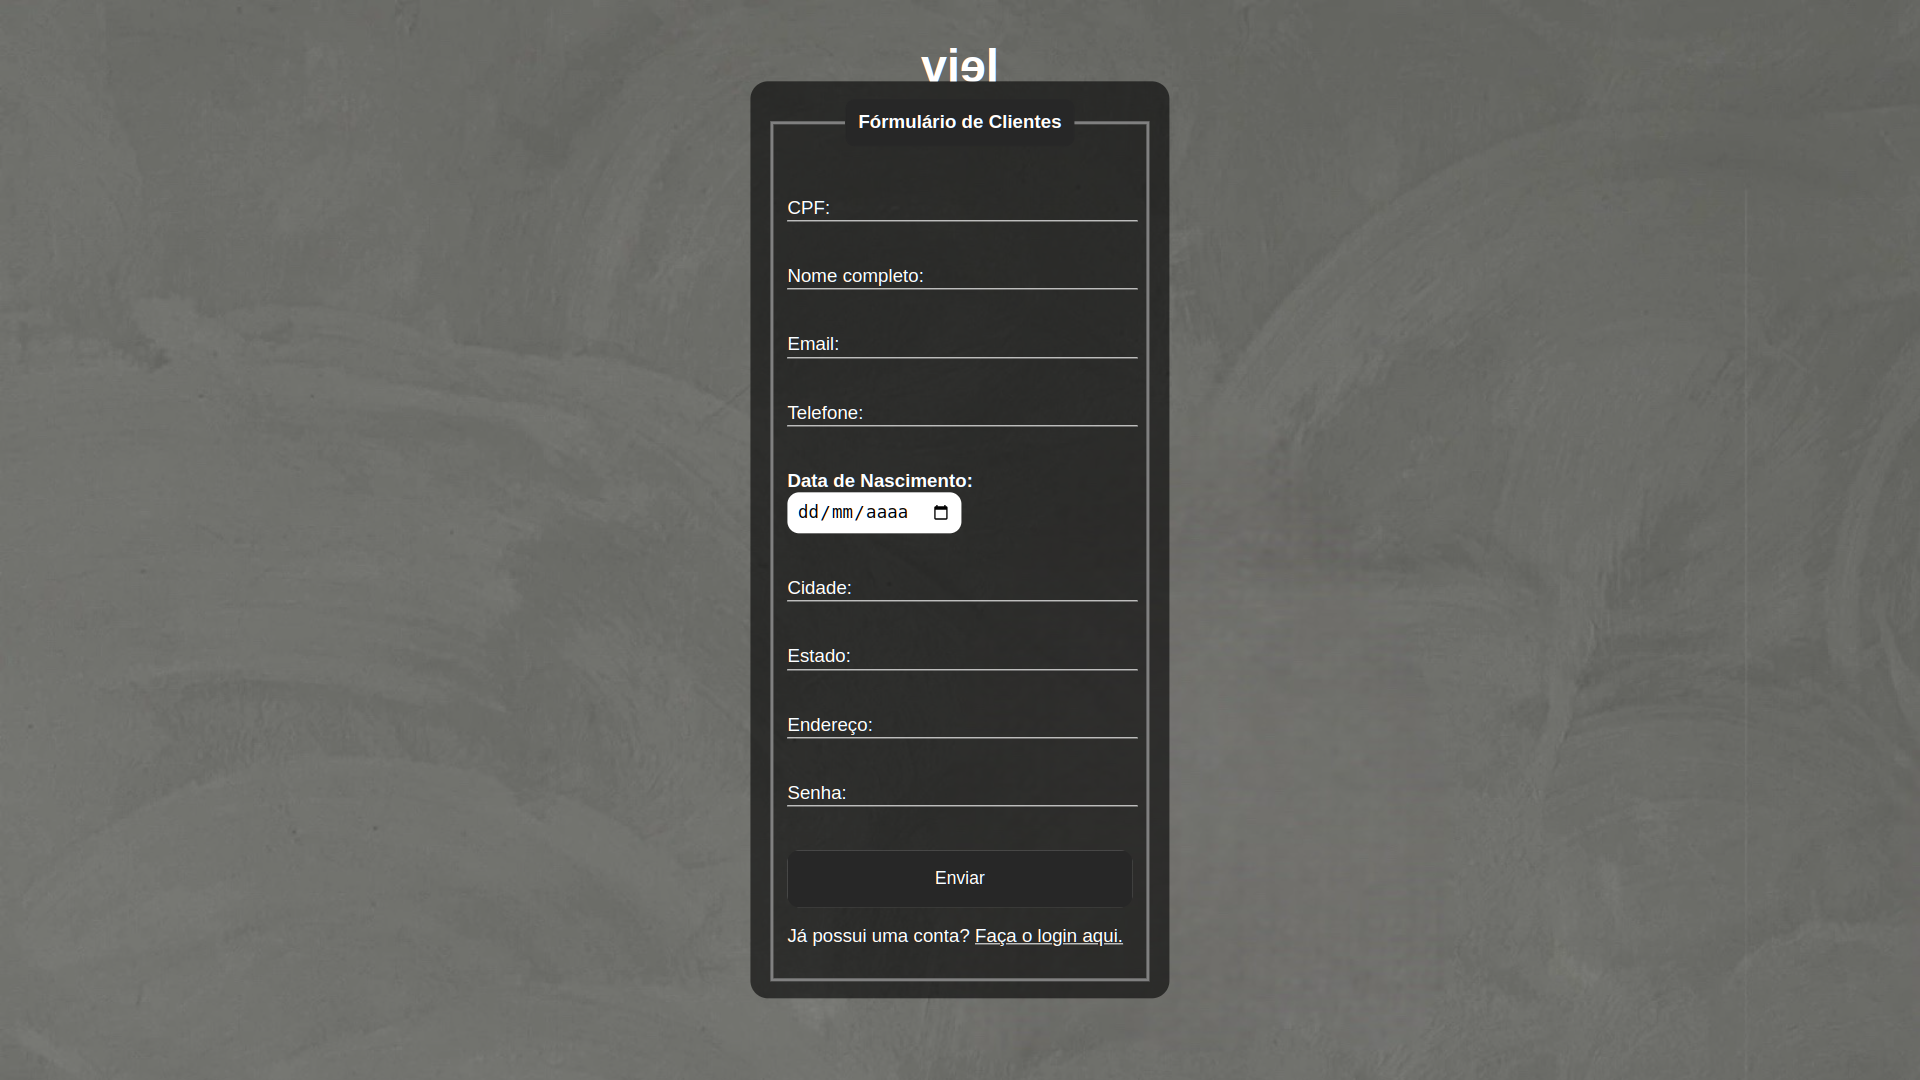 viɘl
Fórmulário de Clientes
CPF:
Nome completo:
Email:
Telefone:
Data de Nascimento:
dd/mm/aaaa
Cidade:
Estado:
Endereço:
Senha:
Enviar
Já possui uma conta? Faça o login aqui.